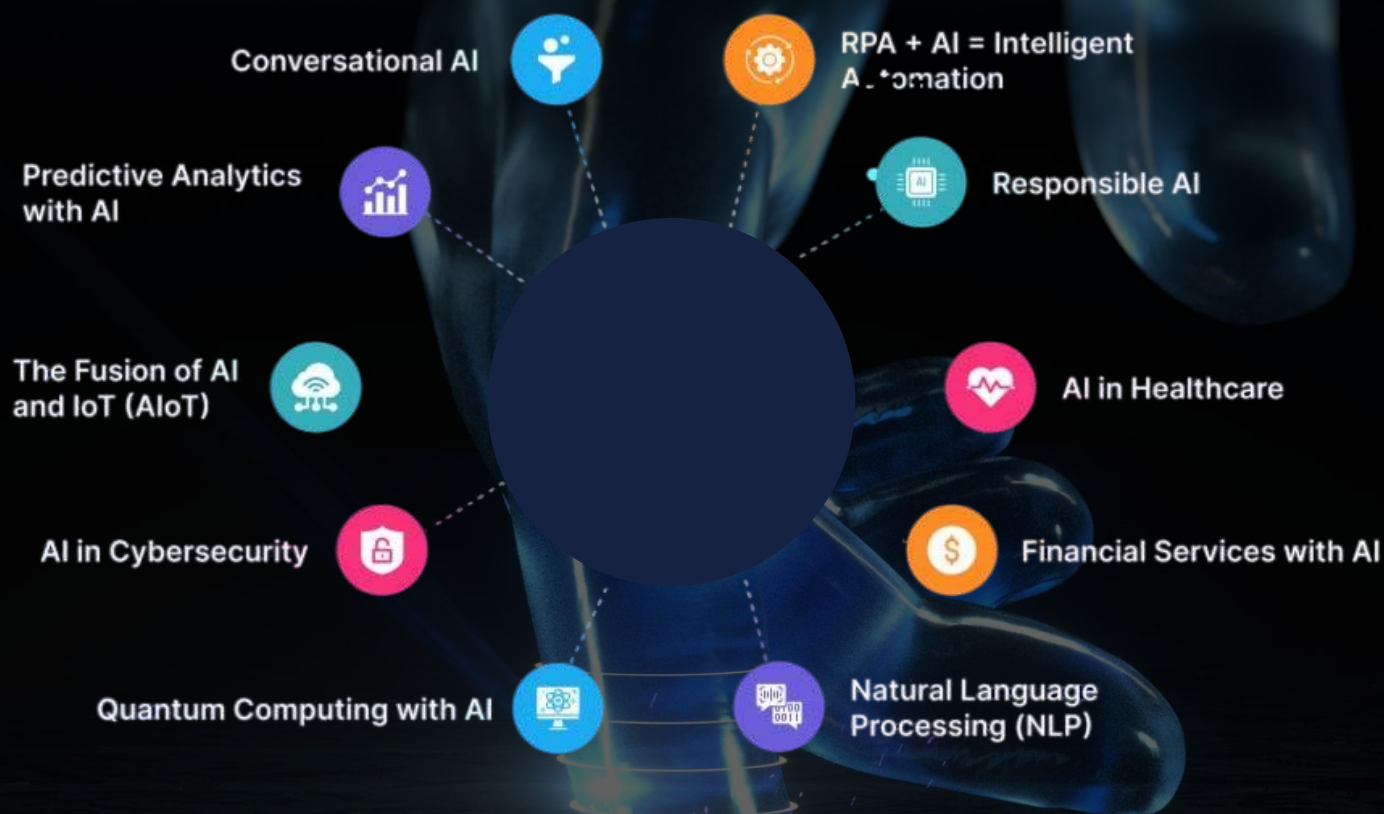 Conversational AI
RPA + AI = Intelligent
Predictive Analytics
with AI
Responsible AI
The Fusion of AI
and IoT (AIoT)
AI in Healthcare
AI in Cybersecurity
Financial Services with AI
Quantum Computing with AI
Natural Language
Processing (NLP)